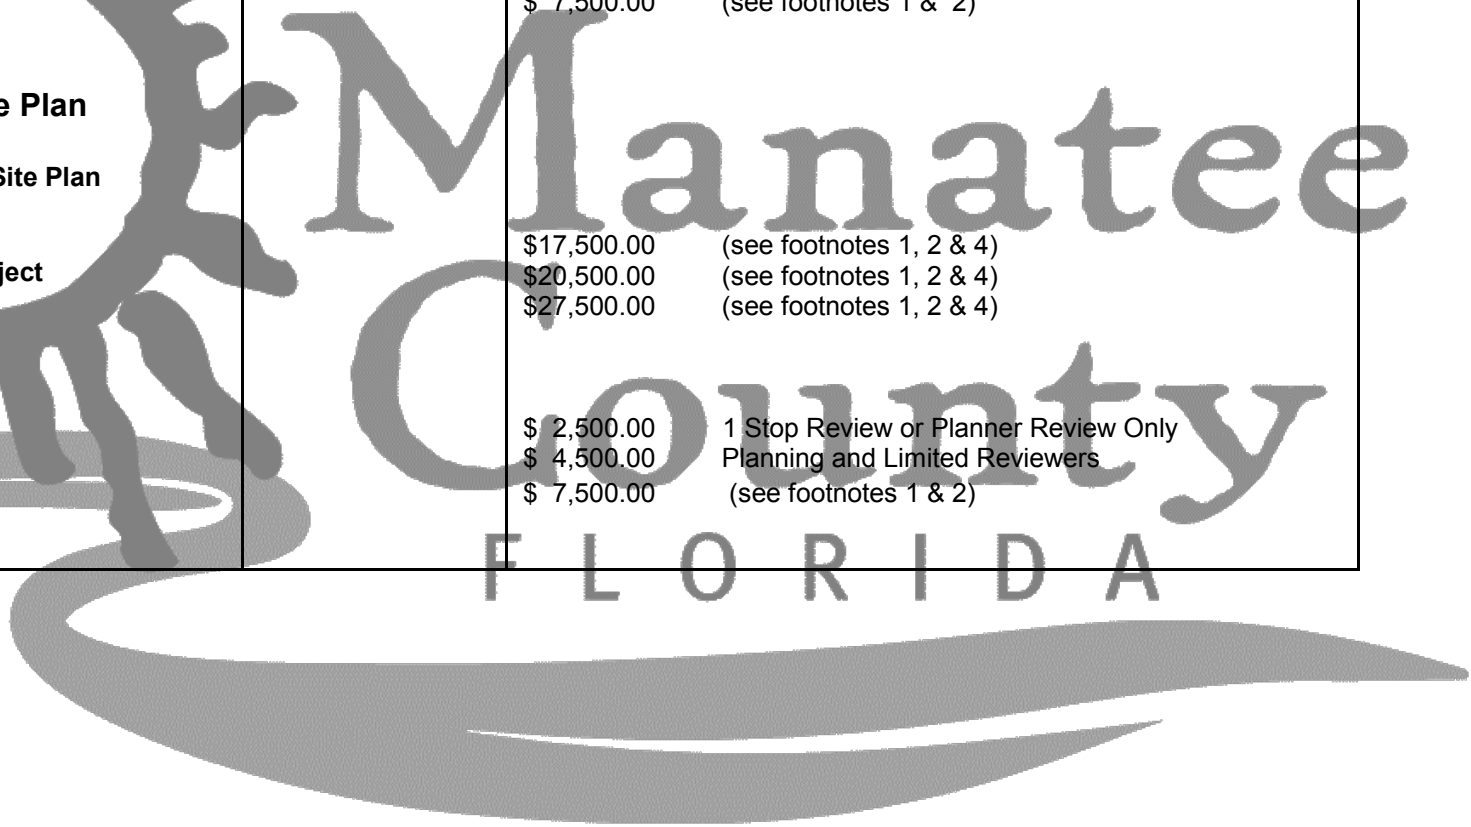 $ 7,500.00 (see footnotes 1 & 2)
e Plan
Site Plan
$17,500.00 (see footnotes 1, 2 & 4)
ject $20,500.00 (see footnotes 1, 2 & 4)
$27,500.00 (see footnotes 1, 2 & 4)
$ 2,500.00 1 Stop Review or Planner Review Only
$ 4,500.00 Planning and Limited Reviewers
$ 7,500.00 (see footnotes 1 & 2)
Manatee
County
FLORIDA